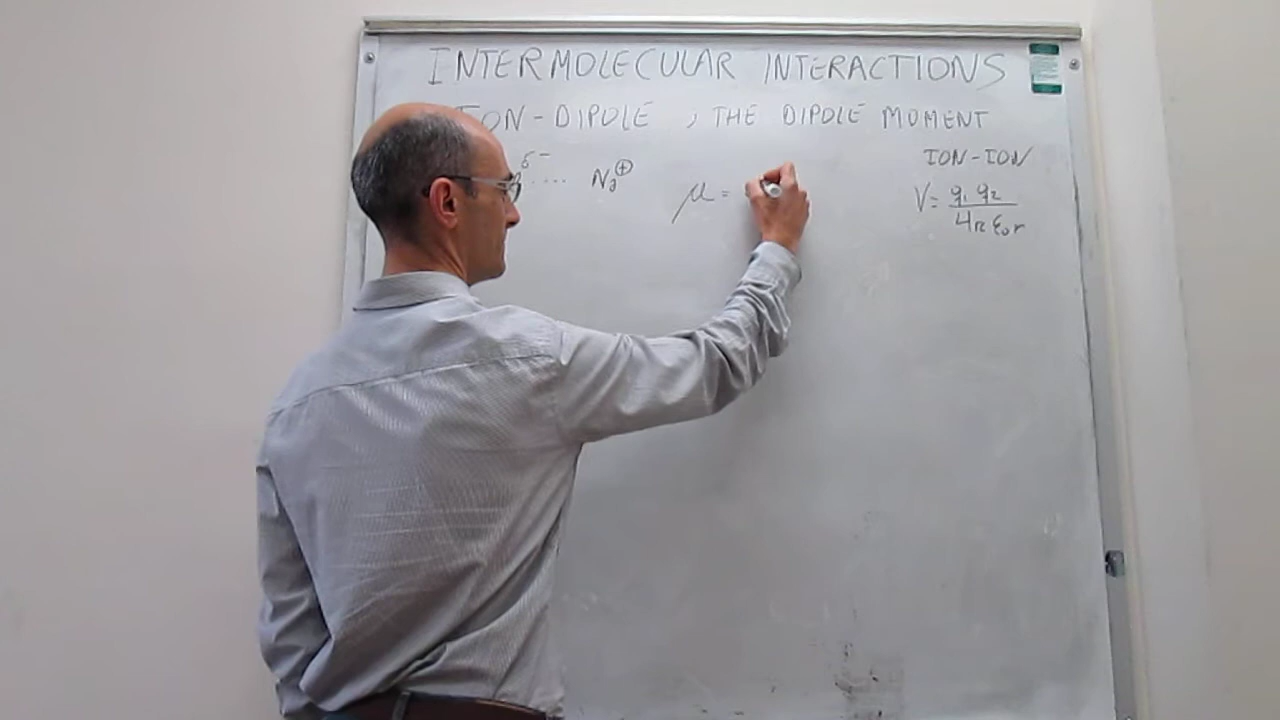 INTERMOLECULAR INTERACTIONS
ION-DIPOLE, THE DIPOLE MOMENT
δ- .... Na⊕
μ =
ION-ION
V = q₁ q₂ / 4π ε₀ r